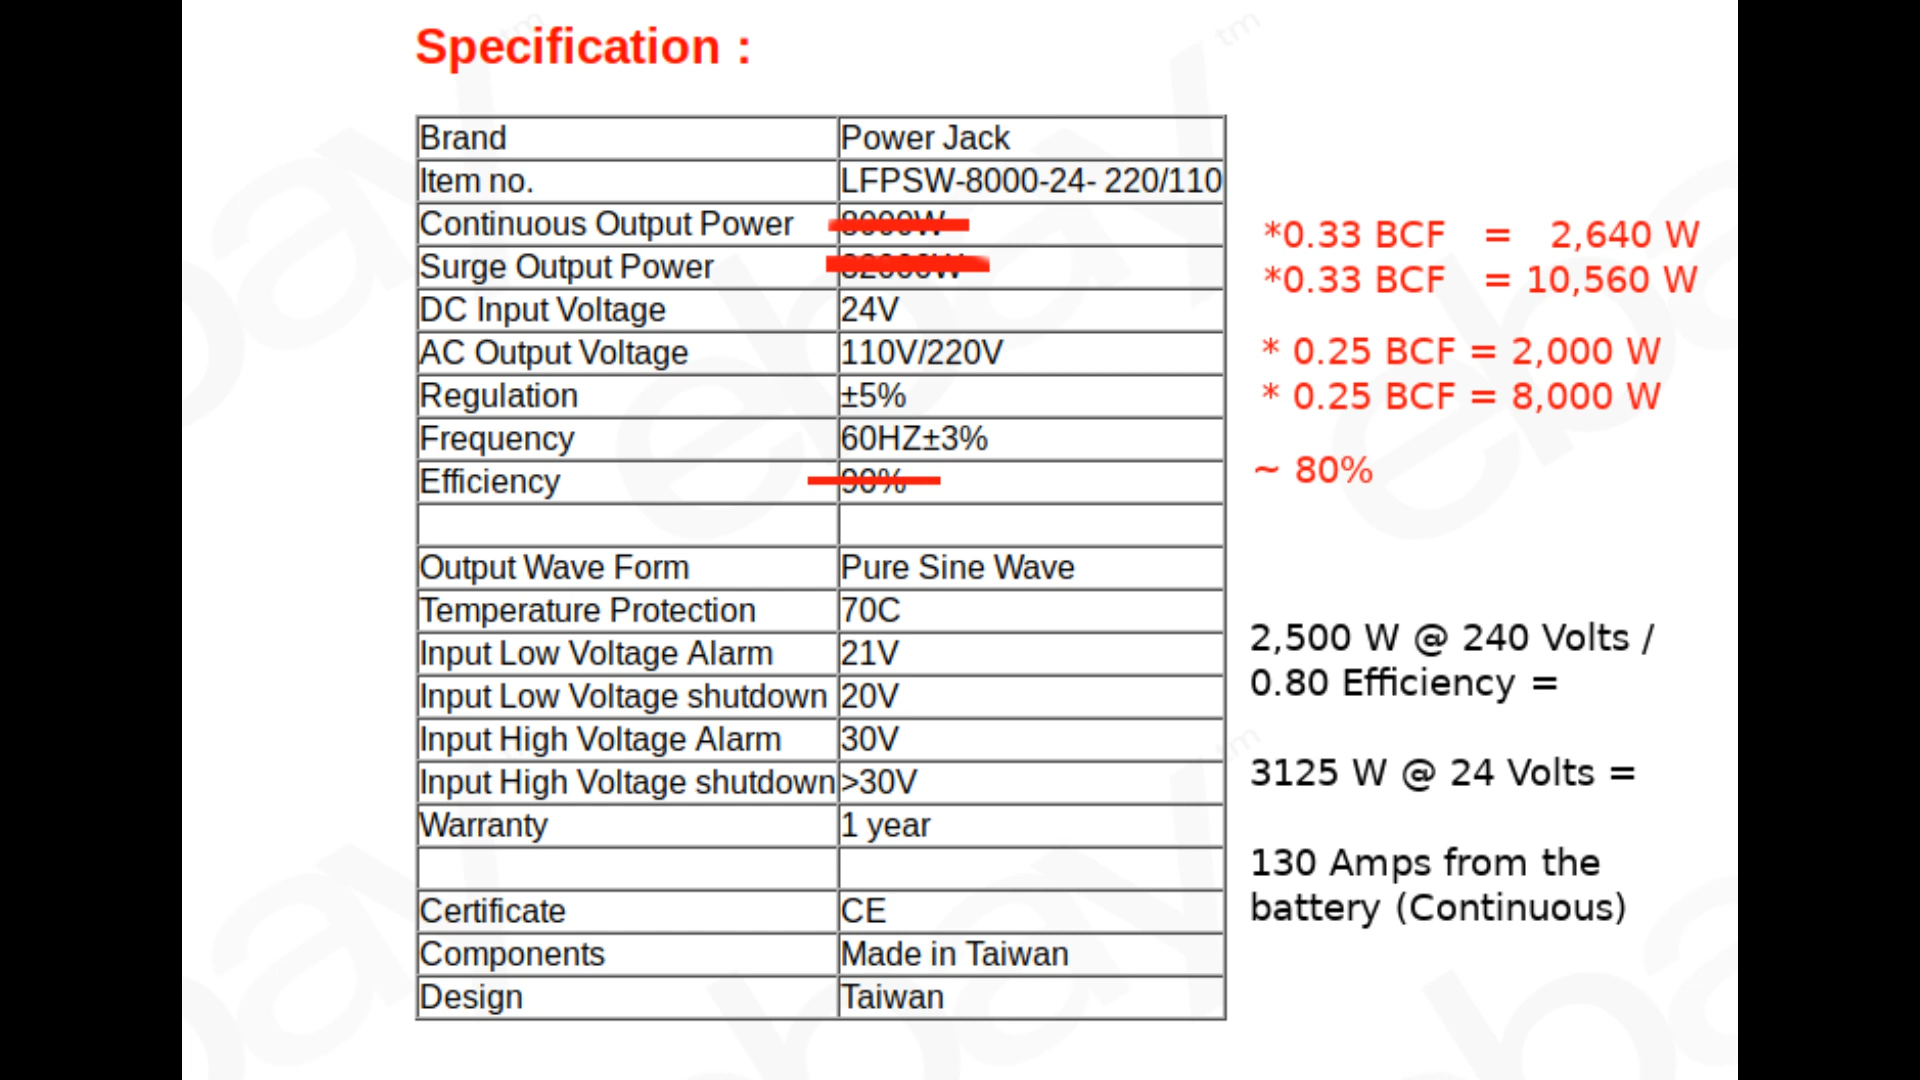 Specification :
Brand Power Jack
Item no. LFPSW-8000-24- 220/110
Continuous Output Power 8000W *0.33 BCF = 2,640 W
Surge Output Power 32000W *0.33 BCF = 10,560 W
DC Input Voltage 24V
AC Output Voltage 110V/220V * 0.25 BCF = 2,000 W
Regulation ±5% * 0.25 BCF = 8,000 W
Frequency 60HZ±3%
Efficiency 90% ~ 80%
Output Wave Form Pure Sine Wave
Temperature Protection 70C
Input Low Voltage Alarm 21V
Input Low Voltage shutdown 20V
Input High Voltage Alarm 30V
Input High Voltage shutdown >30V
Warranty 1 year
Certificate CE
Components Made in Taiwan
Design Taiwan
2,500 W @ 240 Volts /
0.80 Efficiency =
3125 W @ 24 Volts =
130 Amps from the
battery (Continuous)
ebay
tm